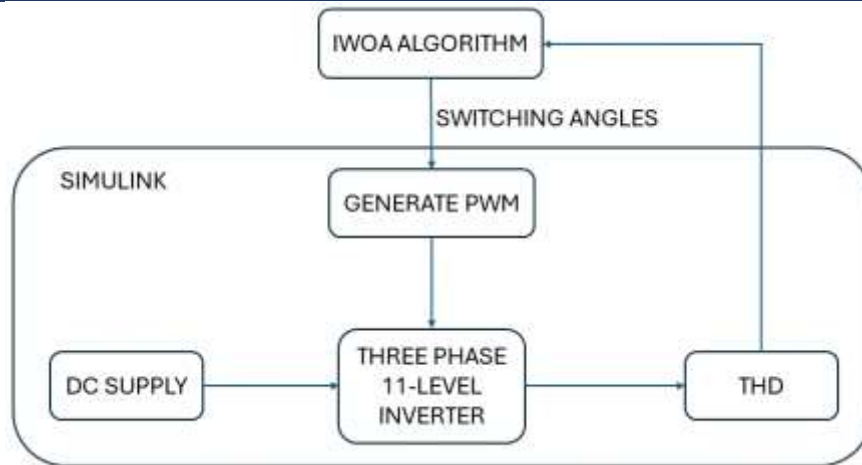 IWOA ALGORITHM
SWITCHING ANGLES
SIMULINK
GENERATE PWM
DC SUPPLY
THREE PHASE
11-LEVEL
INVERTER
THD